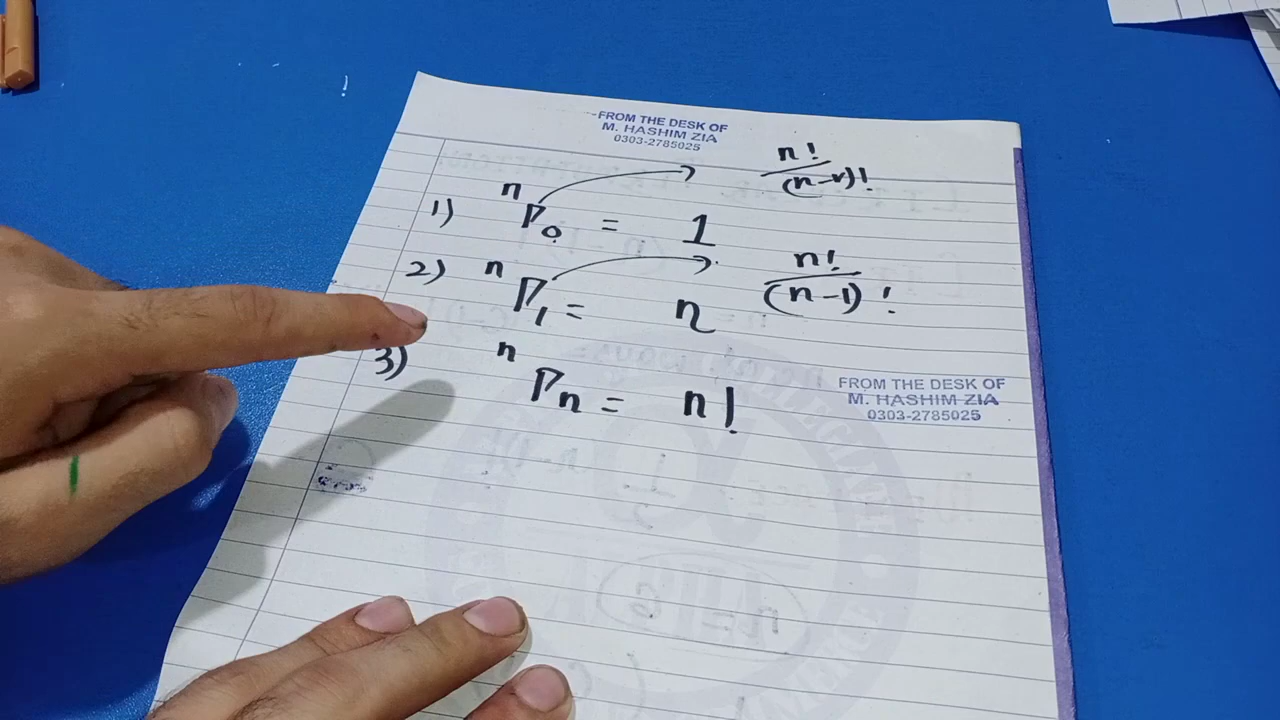 FROM THE DESK OF
M. HASHIM ZIA
0303-2785025
n!/(n-r)!
1) ⁿP₀ = 1
n!/(n-1)!
2) ⁿP₁ = n
3) ⁿPₙ = n!
FROM THE DESK OF
M. HASHIM ZIA
0303-2785025